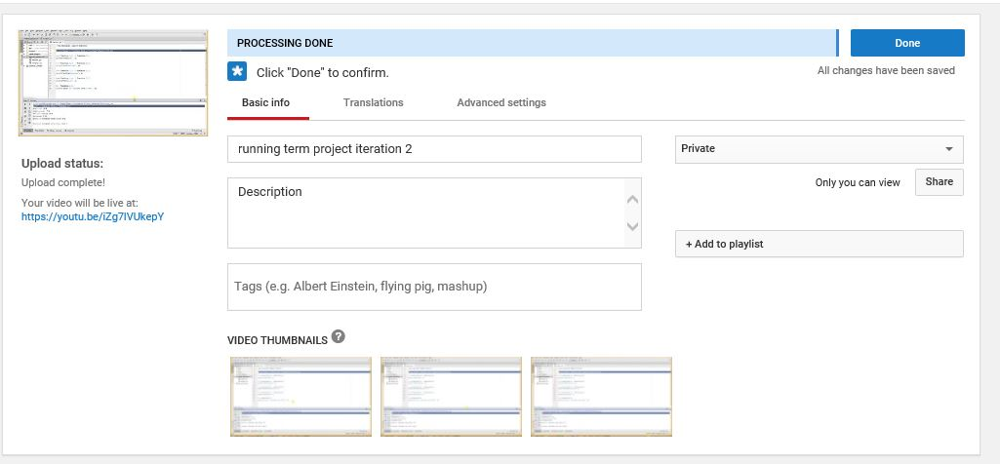 PROCESSING DONE
Done
Click "Done" to confirm.
All changes have been saved
Basic info
Translations
Advanced settings
running term project iteration 2
Private
Upload status:
Upload complete!
Your video will be live at:
https://youtu.be/iZg7lVUkepY
Description
Only you can view
Share
+ Add to playlist
Tags (e.g. Albert Einstein, flying pig, mashup)
VIDEO THUMBNAILS ?